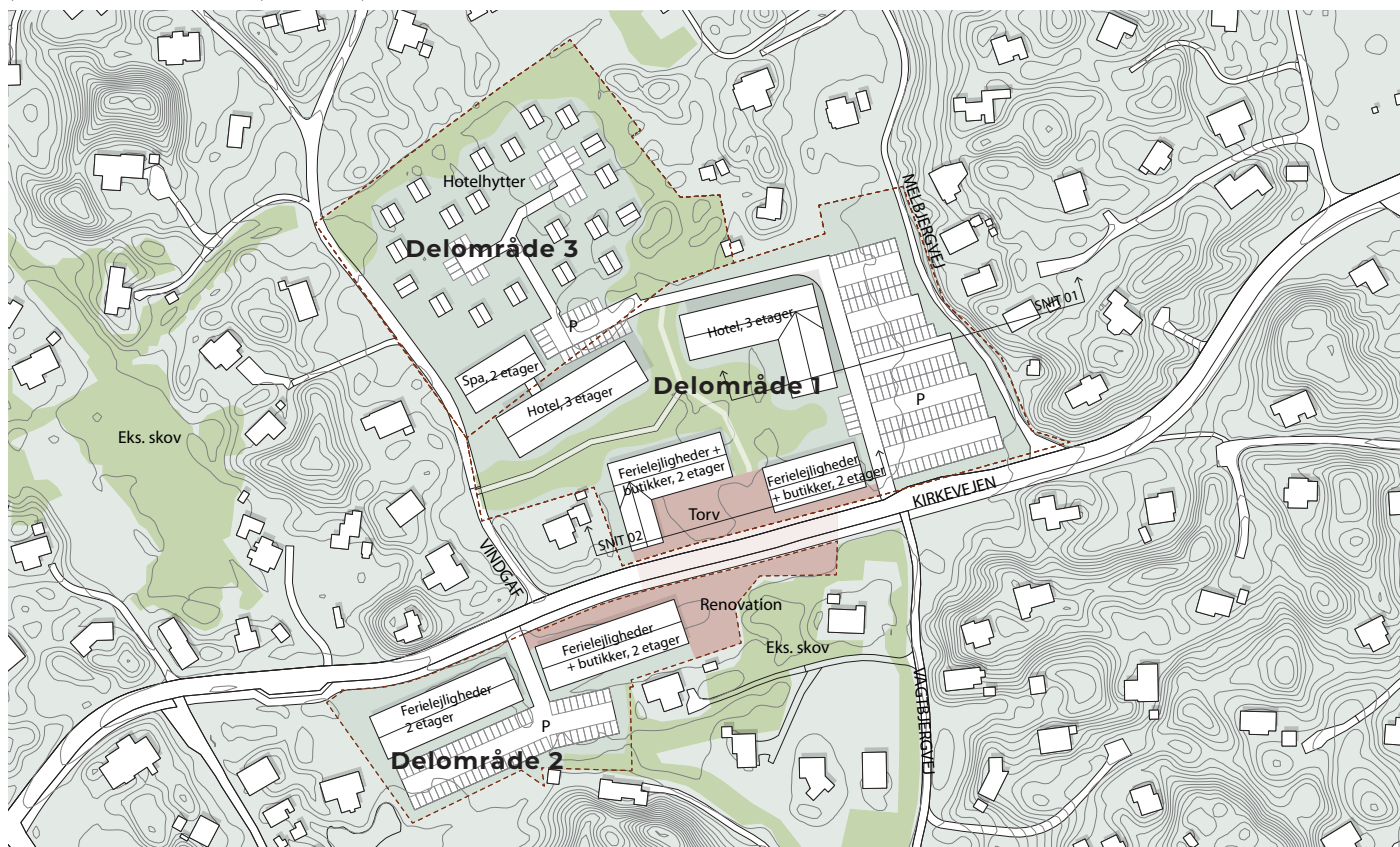 Hotelhytter
MELBJERGVEJ
Delområde 3
SNIT 01
P
Hotel, 3 etager
Spa, 2 etager
Delområde 1
Hotel, 3 etager
P
Eks. skov
Ferielejligheder +
butikker, 2 etager
Ferielejligheder
+ butikker, 2 etager
KIRKEVEJEN
Torv
SNIT 02
VINDGAF
Renovation
Ferielejligheder
+ butikker, 2 etager
Eks. skov
VAGTBJERGVEJ
Ferielejligheder
2 etager
P
Delområde 2